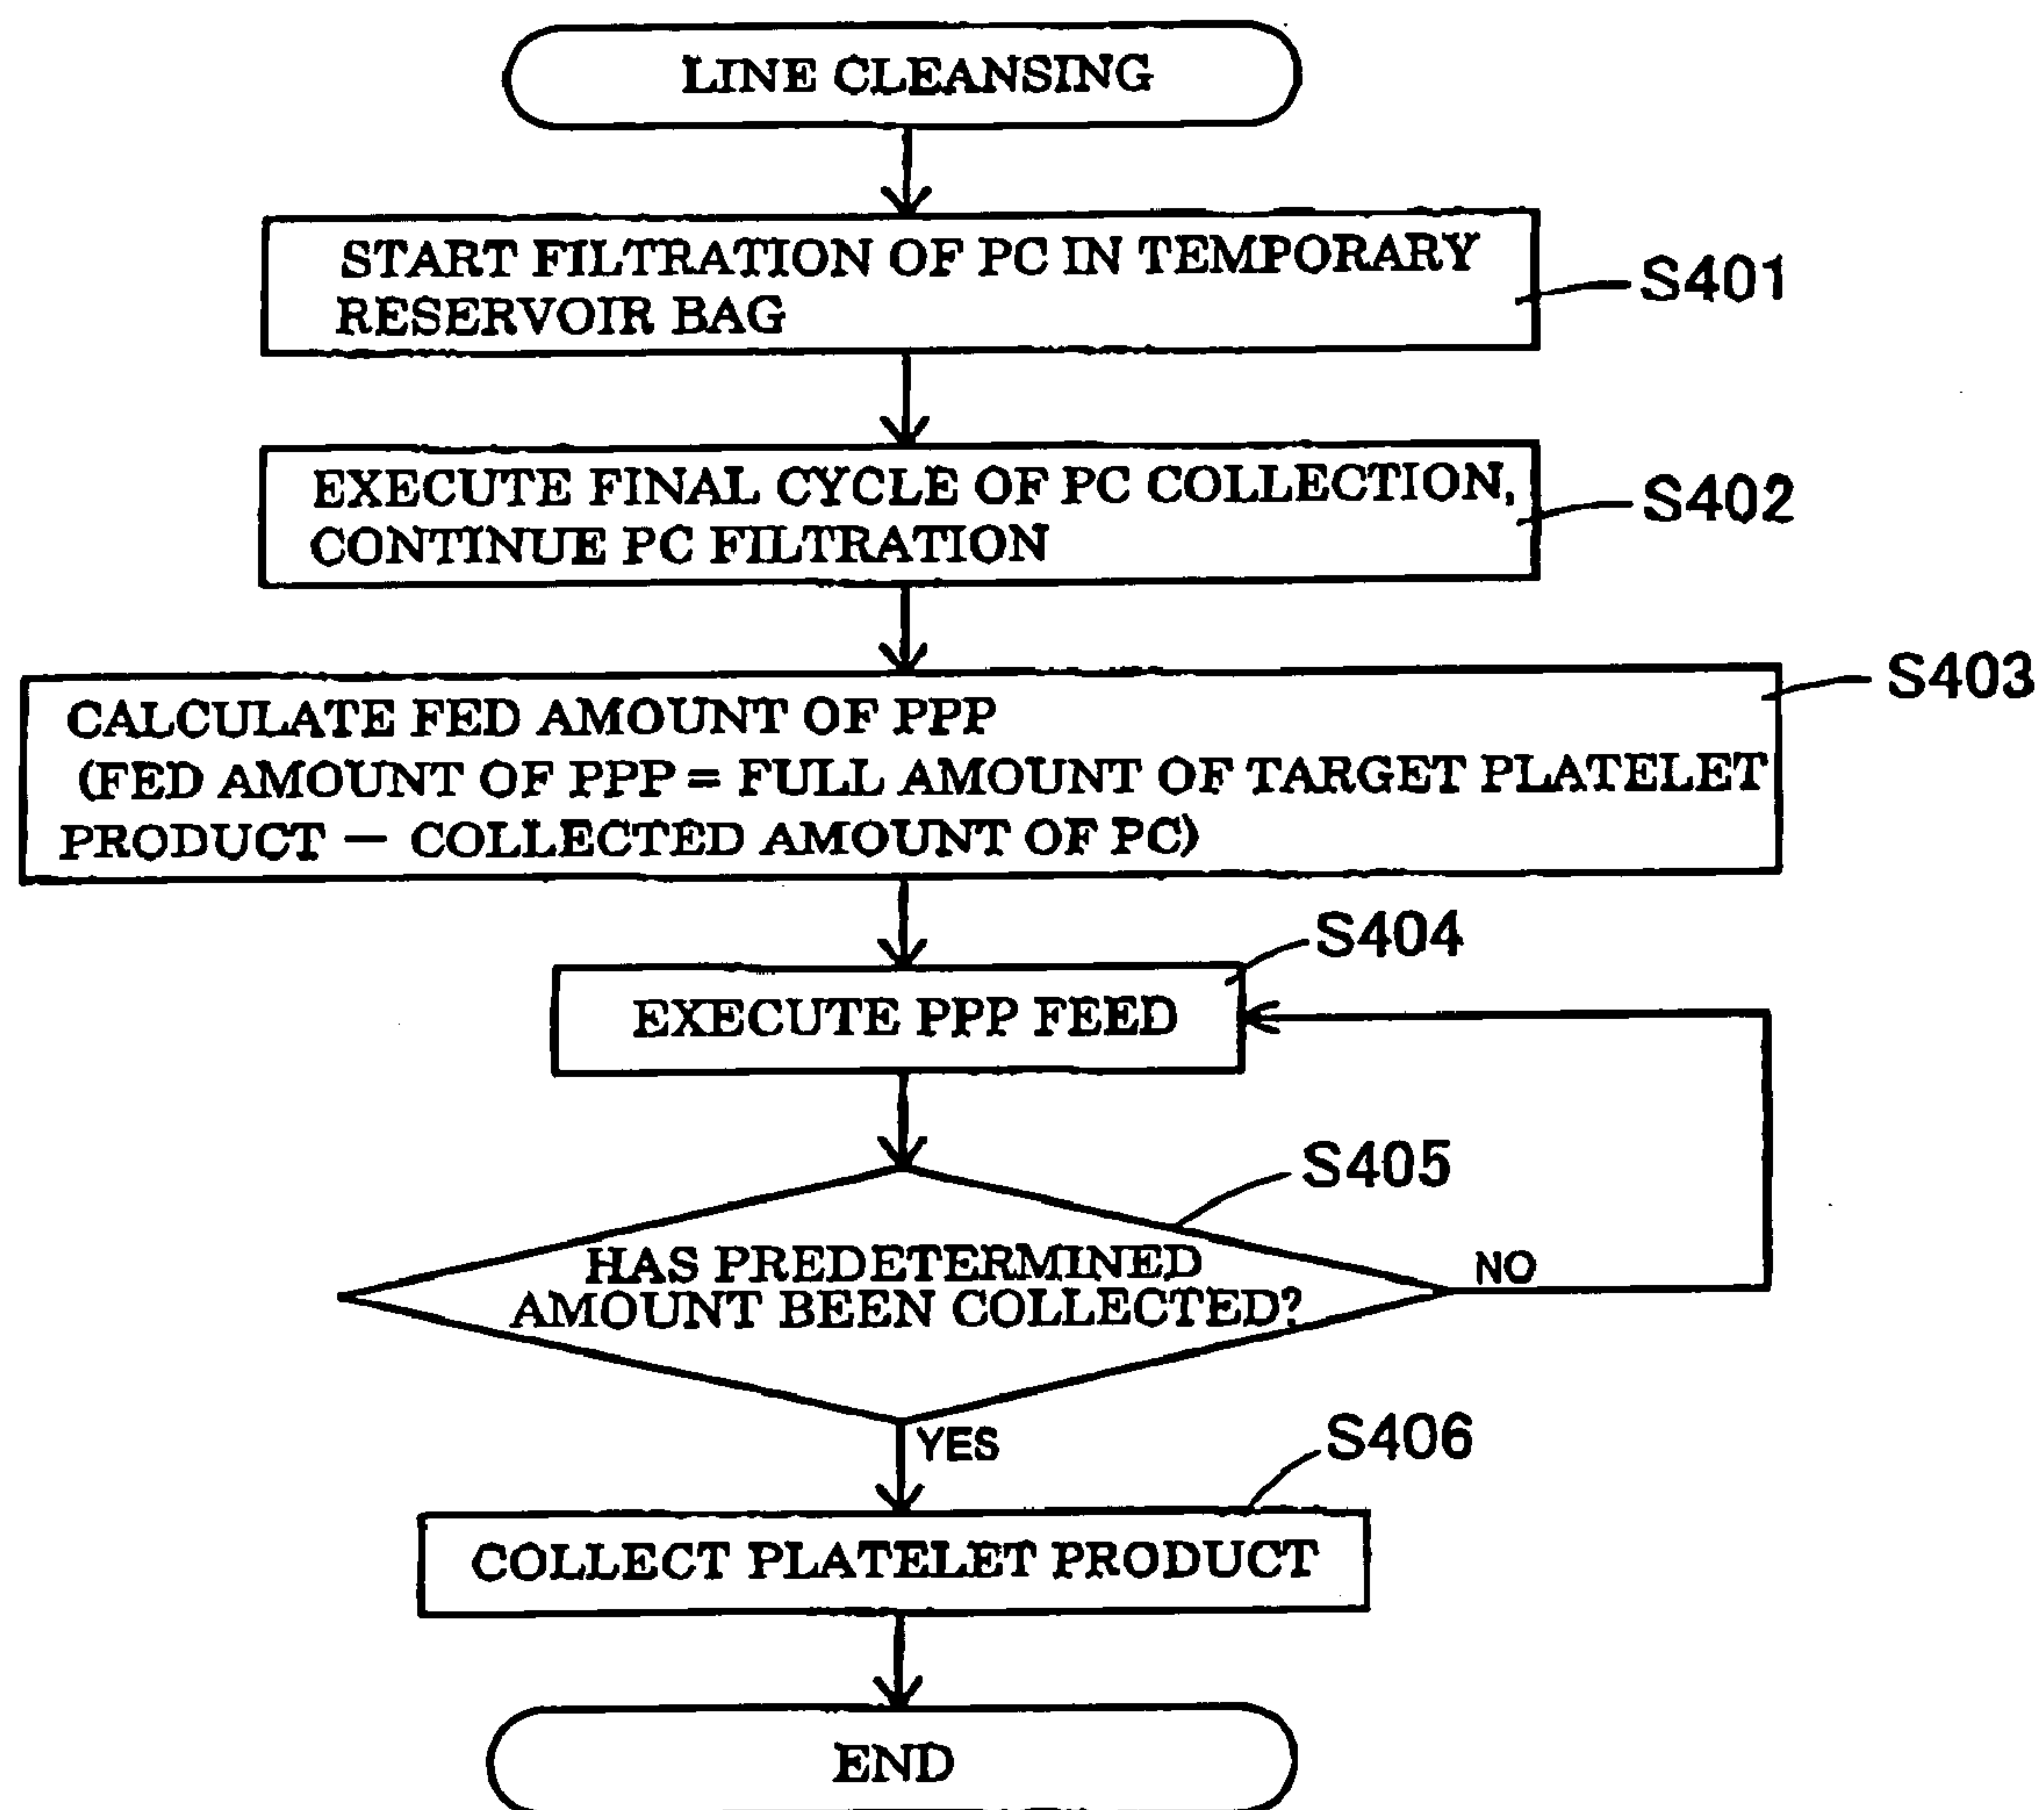 LINE CLEANSING
START FILTRATION OF PC IN TEMPORARY
RESERVOIR BAG
S401
EXECUTE FINAL CYCLE OF PC COLLECTION,
CONTINUE PC FILTRATION
S402
S403
CALCULATE FED AMOUNT OF PPP
(FED AMOUNT OF PPP = FULL AMOUNT OF TARGET PLATELET
PRODUCT — COLLECTED AMOUNT OF PC)
S404
EXECUTE PPP FEED
S405
HAS PREDETERMINED
AMOUNT BEEN COLLECTED?
NO
YES
S406
COLLECT PLATELET PRODUCT
END